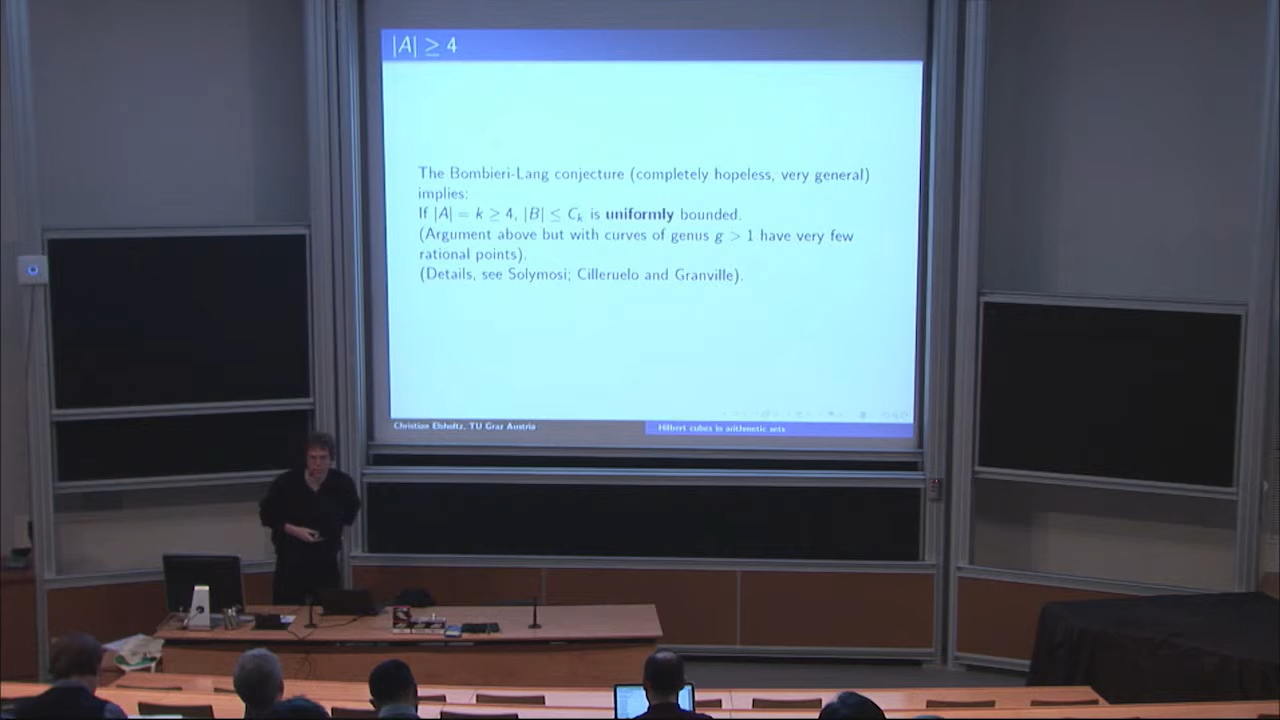 |A| ≥ 4
The Bombieri-Lang conjecture (completely hopeless, very general)
implies:
If |A| = k ≥ 4, |B| ≤ Cₖ is uniformly bounded.
(Argument above but with curves of genus g > 1 have very few
rational points).
(Details, see Solymosi; Cilleruelo and Granville).
Christian Elsholtz, TU Graz Austria
Hilbert cubes in arithmetic sets